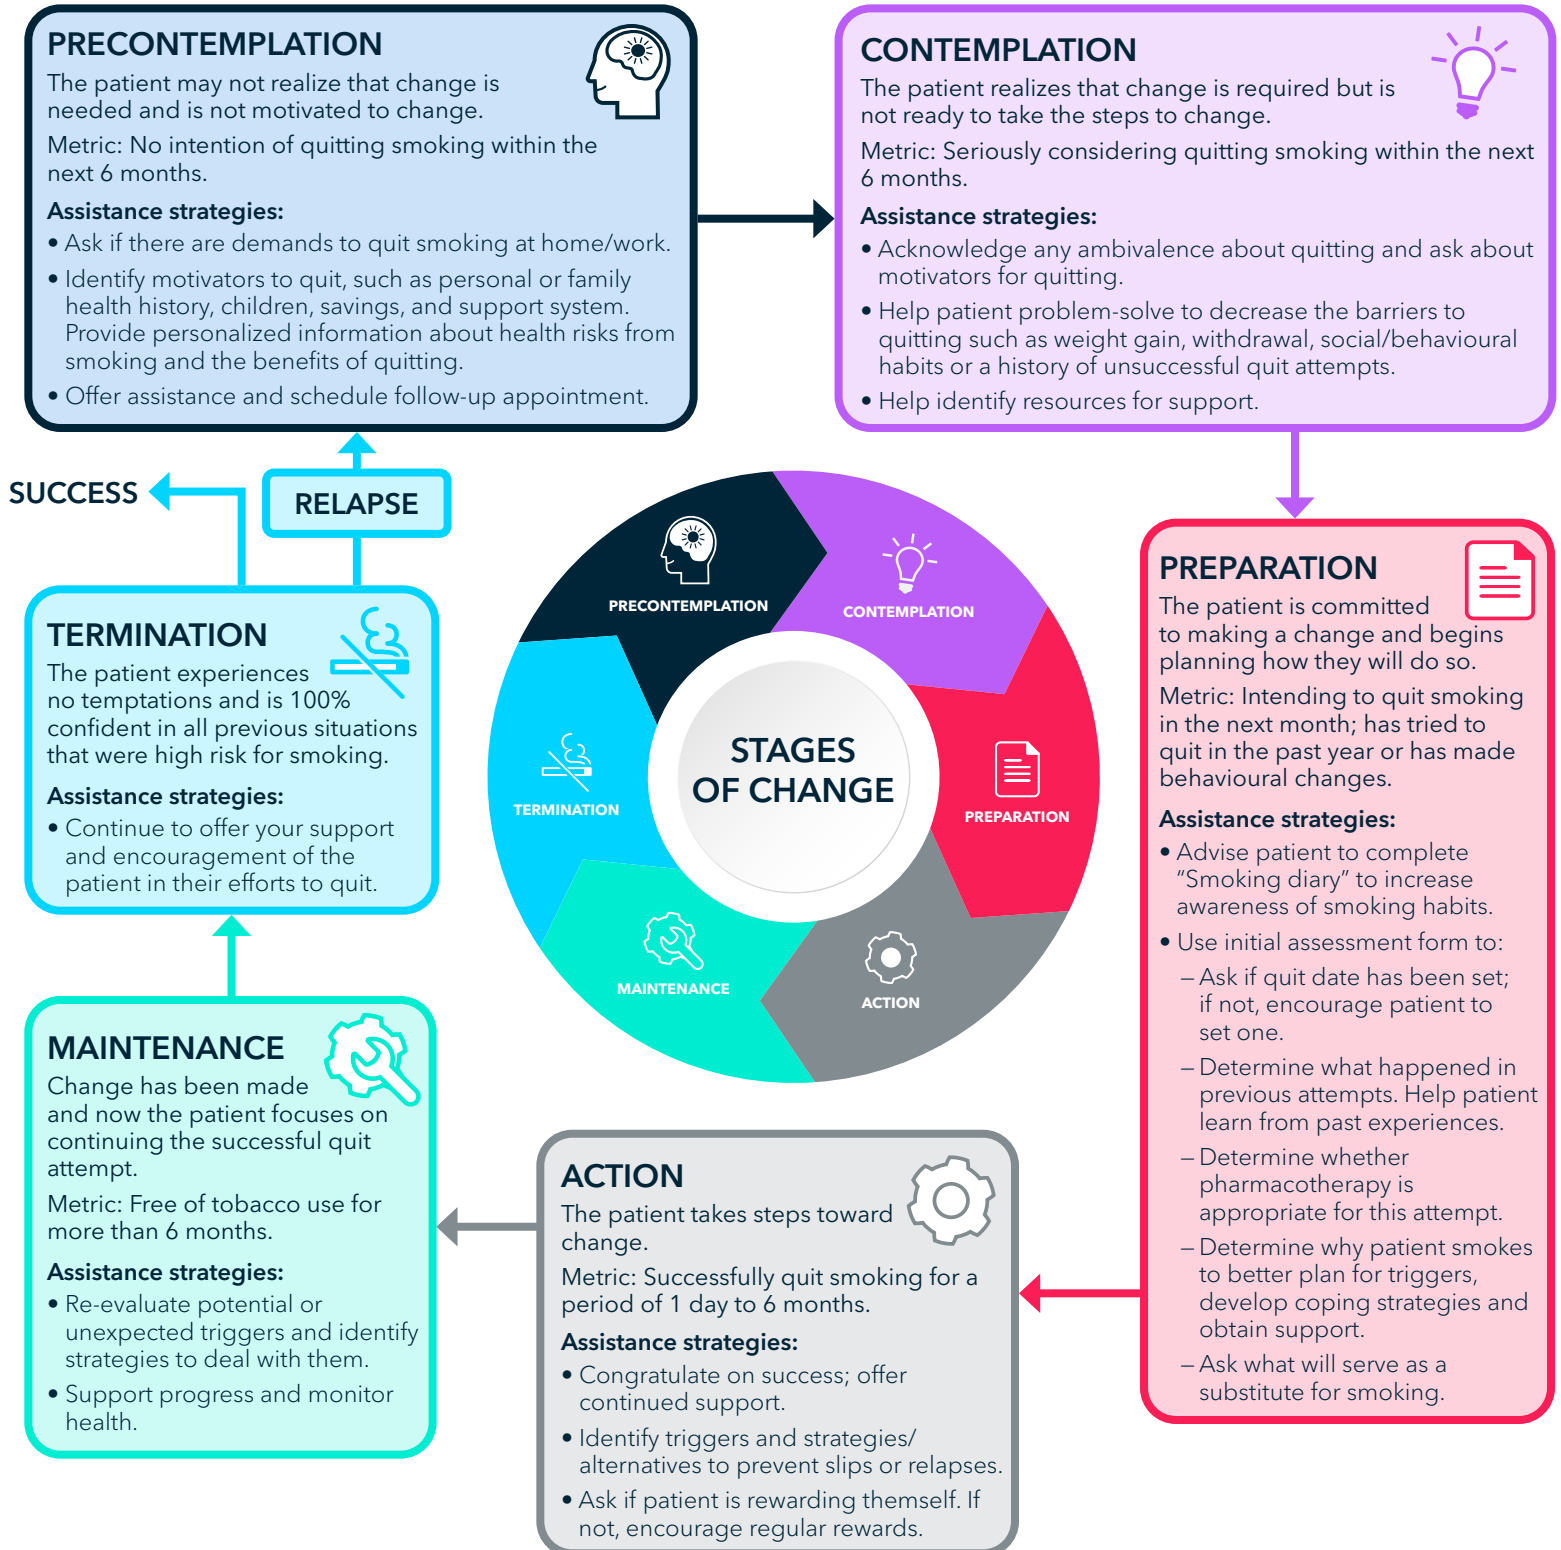 PRECONTEMPLATION
The patient may not realize that change is
needed and is not motivated to change.
Metric: No intention of quitting smoking within the
next 6 months.
Assistance strategies:
• Ask if there are demands to quit smoking at home/work.
• Identify motivators to quit, such as personal or family
health history, children, savings, and support system.
Provide personalized information about health risks from
smoking and the benefits of quitting.
• Offer assistance and schedule follow-up appointment.
CONTEMPLATION
The patient realizes that change is required but is
not ready to take the steps to change.
Metric: Seriously considering quitting smoking within the next
6 months.
Assistance strategies:
• Acknowledge any ambivalence about quitting and ask about
motivators for quitting.
• Help patient problem-solve to decrease the barriers to
quitting such as weight gain, withdrawal, social/behavioural
habits or a history of unsuccessful quit attempts.
• Help identify resources for support.
PREPARATION
The patient is committed
to making a change and begins
planning how they will do so.
Metric: Intending to quit smoking
in the next month; has tried to
quit in the past year or has made
behavioural changes.
Assistance strategies:
• Advise patient to complete
“Smoking diary” to increase
awareness of smoking habits.
• Use initial assessment form to:
– Ask if quit date has been set;
if not, encourage patient to
set one.
– Determine what happened in
previous attempts. Help patient
learn from past experiences.
– Determine whether
pharmacotherapy is
appropriate for this attempt.
– Determine why patient smokes
to better plan for triggers,
develop coping strategies and
obtain support.
– Ask what will serve as a
substitute for smoking.
ACTION
The patient takes steps toward
change.
Metric: Successfully quit smoking for a
period of 1 day to 6 months.
Assistance strategies:
• Congratulate on success; offer
continued support.
• Identify triggers and strategies/
alternatives to prevent slips or relapses.
• Ask if patient is rewarding themself. If
not, encourage regular rewards.
MAINTENANCE
Change has been made
and now the patient focuses on
continuing the successful quit
attempt.
Metric: Free of tobacco use for
more than 6 months.
Assistance strategies:
• Re-evaluate potential or
unexpected triggers and identify
strategies to deal with them.
• Support progress and monitor
health.
TERMINATION
The patient experiences
no temptations and is 100%
confident in all previous situations
that were high risk for smoking.
Assistance strategies:
• Continue to offer your support
and encouragement of the
patient in their efforts to quit.
SUCCESS
RELAPSE
STAGES
OF CHANGE
PRECONTEMPLATION
CONTEMPLATION
PREPARATION
ACTION
MAINTENANCE
TERMINATION